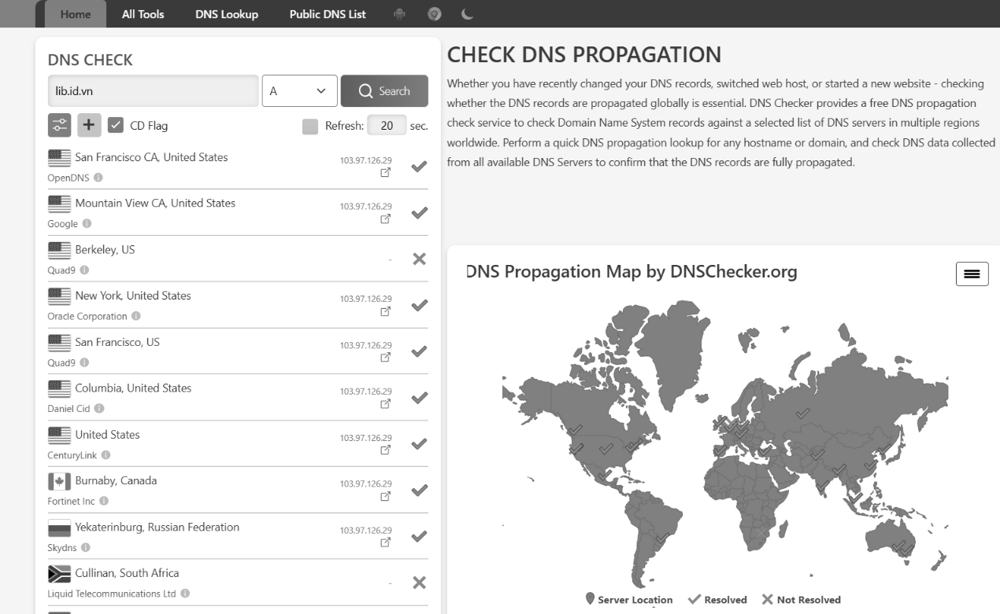 Home All Tools DNS Lookup Public DNS List
DNS CHECK
lib.id.vn A Search
CD Flag Refresh: 20 sec.
San Francisco CA, United States
103.97.126.29
OpenDNS
Mountain View CA, United States
103.97.126.29
Google
Berkeley, US
-
Quad9
New York, United States
103.97.126.29
Oracle Corporation
San Francisco, US
103.97.126.29
Quad9
Columbia, United States
103.97.126.29
Daniel Cid
United States
103.97.126.29
CenturyLink
Burnaby, Canada
103.97.126.29
Fortinet Inc
Yekaterinburg, Russian Federation
103.97.126.29
Skydns
Cullinan, South Africa
-
Liquid Telecommunications Ltd
CHECK DNS PROPAGATION
Whether you have recently changed your DNS records, switched web host, or started a new website - checking
whether the DNS records are propagated globally is essential. DNS Checker provides a free DNS propagation
check service to check Domain Name System records against a selected list of DNS servers in multiple regions
worldwide. Perform a quick DNS propagation lookup for any hostname or domain, and check DNS data collected
from all available DNS Servers to confirm that the DNS records are fully propagated.
DNS Propagation Map by DNSChecker.org
Server Location Resolved Not Resolved